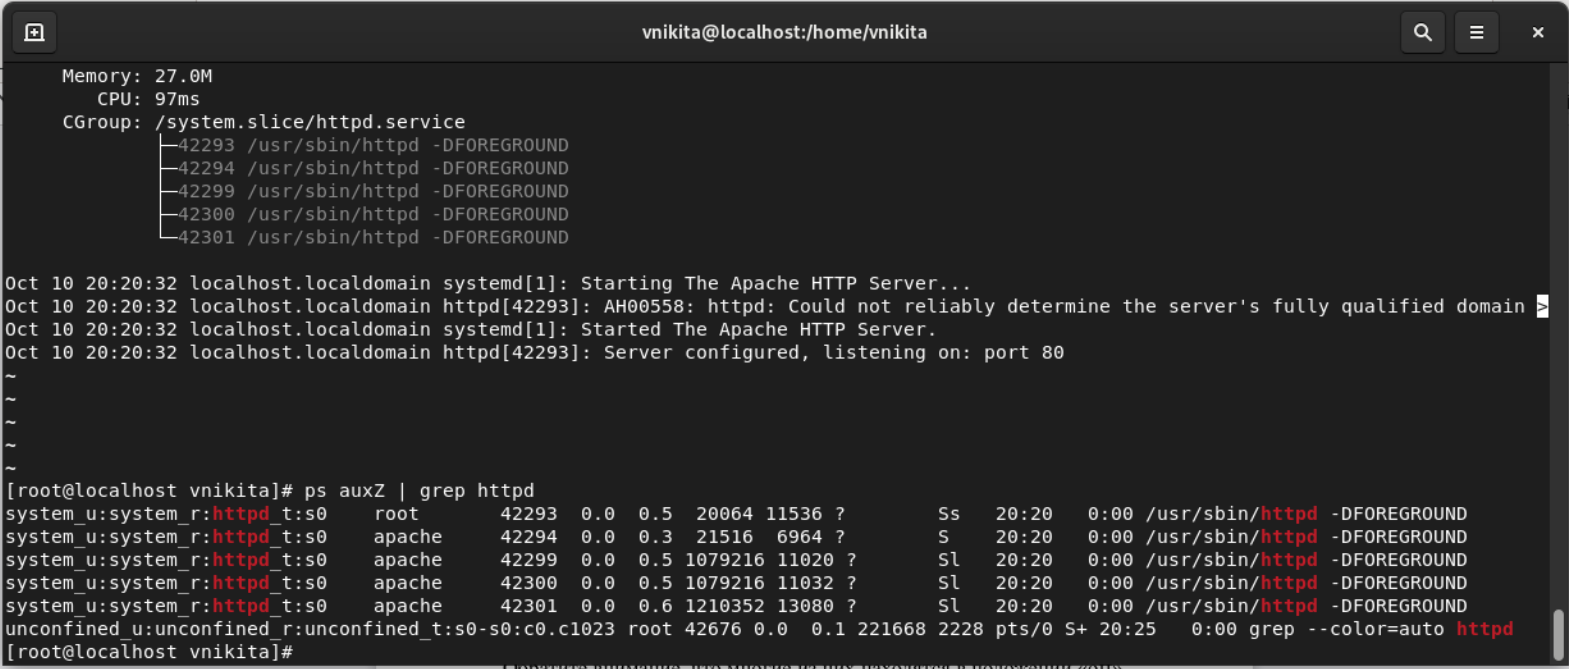 vnikita@localhost:/home/vnikita
Memory: 27.0M
CPU: 97ms
CGroup: /system.slice/httpd.service
├─42293 /usr/sbin/httpd -DFOREGROUND
├─42294 /usr/sbin/httpd -DFOREGROUND
├─42299 /usr/sbin/httpd -DFOREGROUND
├─42300 /usr/sbin/httpd -DFOREGROUND
└─42301 /usr/sbin/httpd -DFOREGROUND
Oct 10 20:20:32 localhost.localdomain systemd[1]: Starting The Apache HTTP Server...
Oct 10 20:20:32 localhost.localdomain httpd[42293]: AH00558: httpd: Could not reliably determine the server's fully qualified domain >
Oct 10 20:20:32 localhost.localdomain systemd[1]: Started The Apache HTTP Server.
Oct 10 20:20:32 localhost.localdomain httpd[42293]: Server configured, listening on: port 80
~
~
~
~
~
[root@localhost vnikita]# ps auxZ | grep httpd
system_u:system_r:httpd_t:s0    root       42293  0.0  0.5  20064 11536 ?        Ss   20:20   0:00 /usr/sbin/httpd -DFOREGROUND
system_u:system_r:httpd_t:s0    apache     42294  0.0  0.3  21516  6964 ?        S    20:20   0:00 /usr/sbin/httpd -DFOREGROUND
system_u:system_r:httpd_t:s0    apache     42299  0.0  0.5 1079216 11020 ?       Sl   20:20   0:00 /usr/sbin/httpd -DFOREGROUND
system_u:system_r:httpd_t:s0    apache     42300  0.0  0.5 1079216 11032 ?       Sl   20:20   0:00 /usr/sbin/httpd -DFOREGROUND
system_u:system_r:httpd_t:s0    apache     42301  0.0  0.6 1210352 13080 ?       Sl   20:20   0:00 /usr/sbin/httpd -DFOREGROUND
unconfined_u:unconfined_r:unconfined_t:s0-s0:c0.c1023 root 42676 0.0  0.1 221668 2228 pts/0 S+ 20:25   0:00 grep --color=auto httpd
[root@localhost vnikita]#